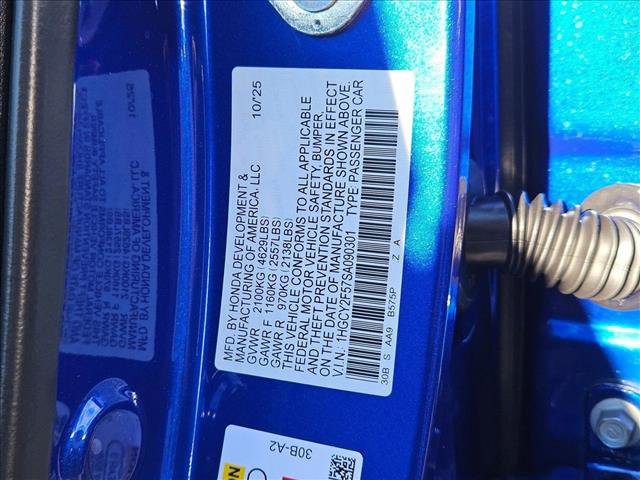 MFD. BY HONDA DEVELOPMENT &
MANUFACTURING OF AMERICA, LLC 10/25
GVWR 2100KG (4629LBS)
GAWR F 1160KG (2557LBS)
GAWR R 970KG (2138LBS)
THIS VEHICLE CONFORMS TO ALL APPLICABLE
FEDERAL MOTOR VEHICLE SAFETY, BUMPER,
AND THEFT PREVENTION STANDARDS IN EFFECT
ON THE DATE OF MANUFACTURE SHOWN ABOVE.
V.I.N.: 1HGCY2F57SA090301 TYPE: PASSENGER CAR
30B S AA9 B575P Z A
30B-A2